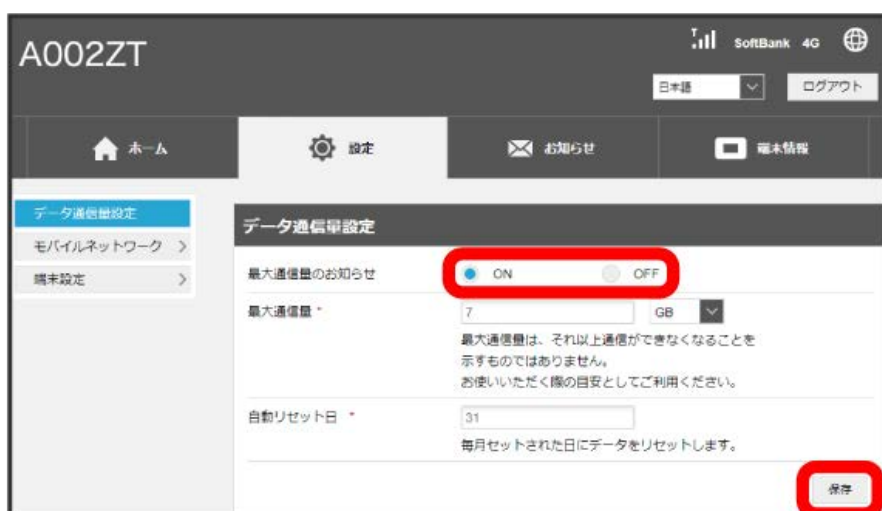 A002ZT
SoftBank 4G
日本語
ログアウト
ホーム
設定
お知らせ
端末情報
データ通信量設定
モバイルネットワーク
端末設定
データ通信量設定
最大通信量のお知らせ
ON
OFF
最大通信量 *
7
GB
最大通信量は、それ以上通信ができなくなることを
示すものではありません。
お使いいただく際の目安としてご利用ください。
自動リセット日 *
31
毎月セットされた日にデータをリセットします。
保存